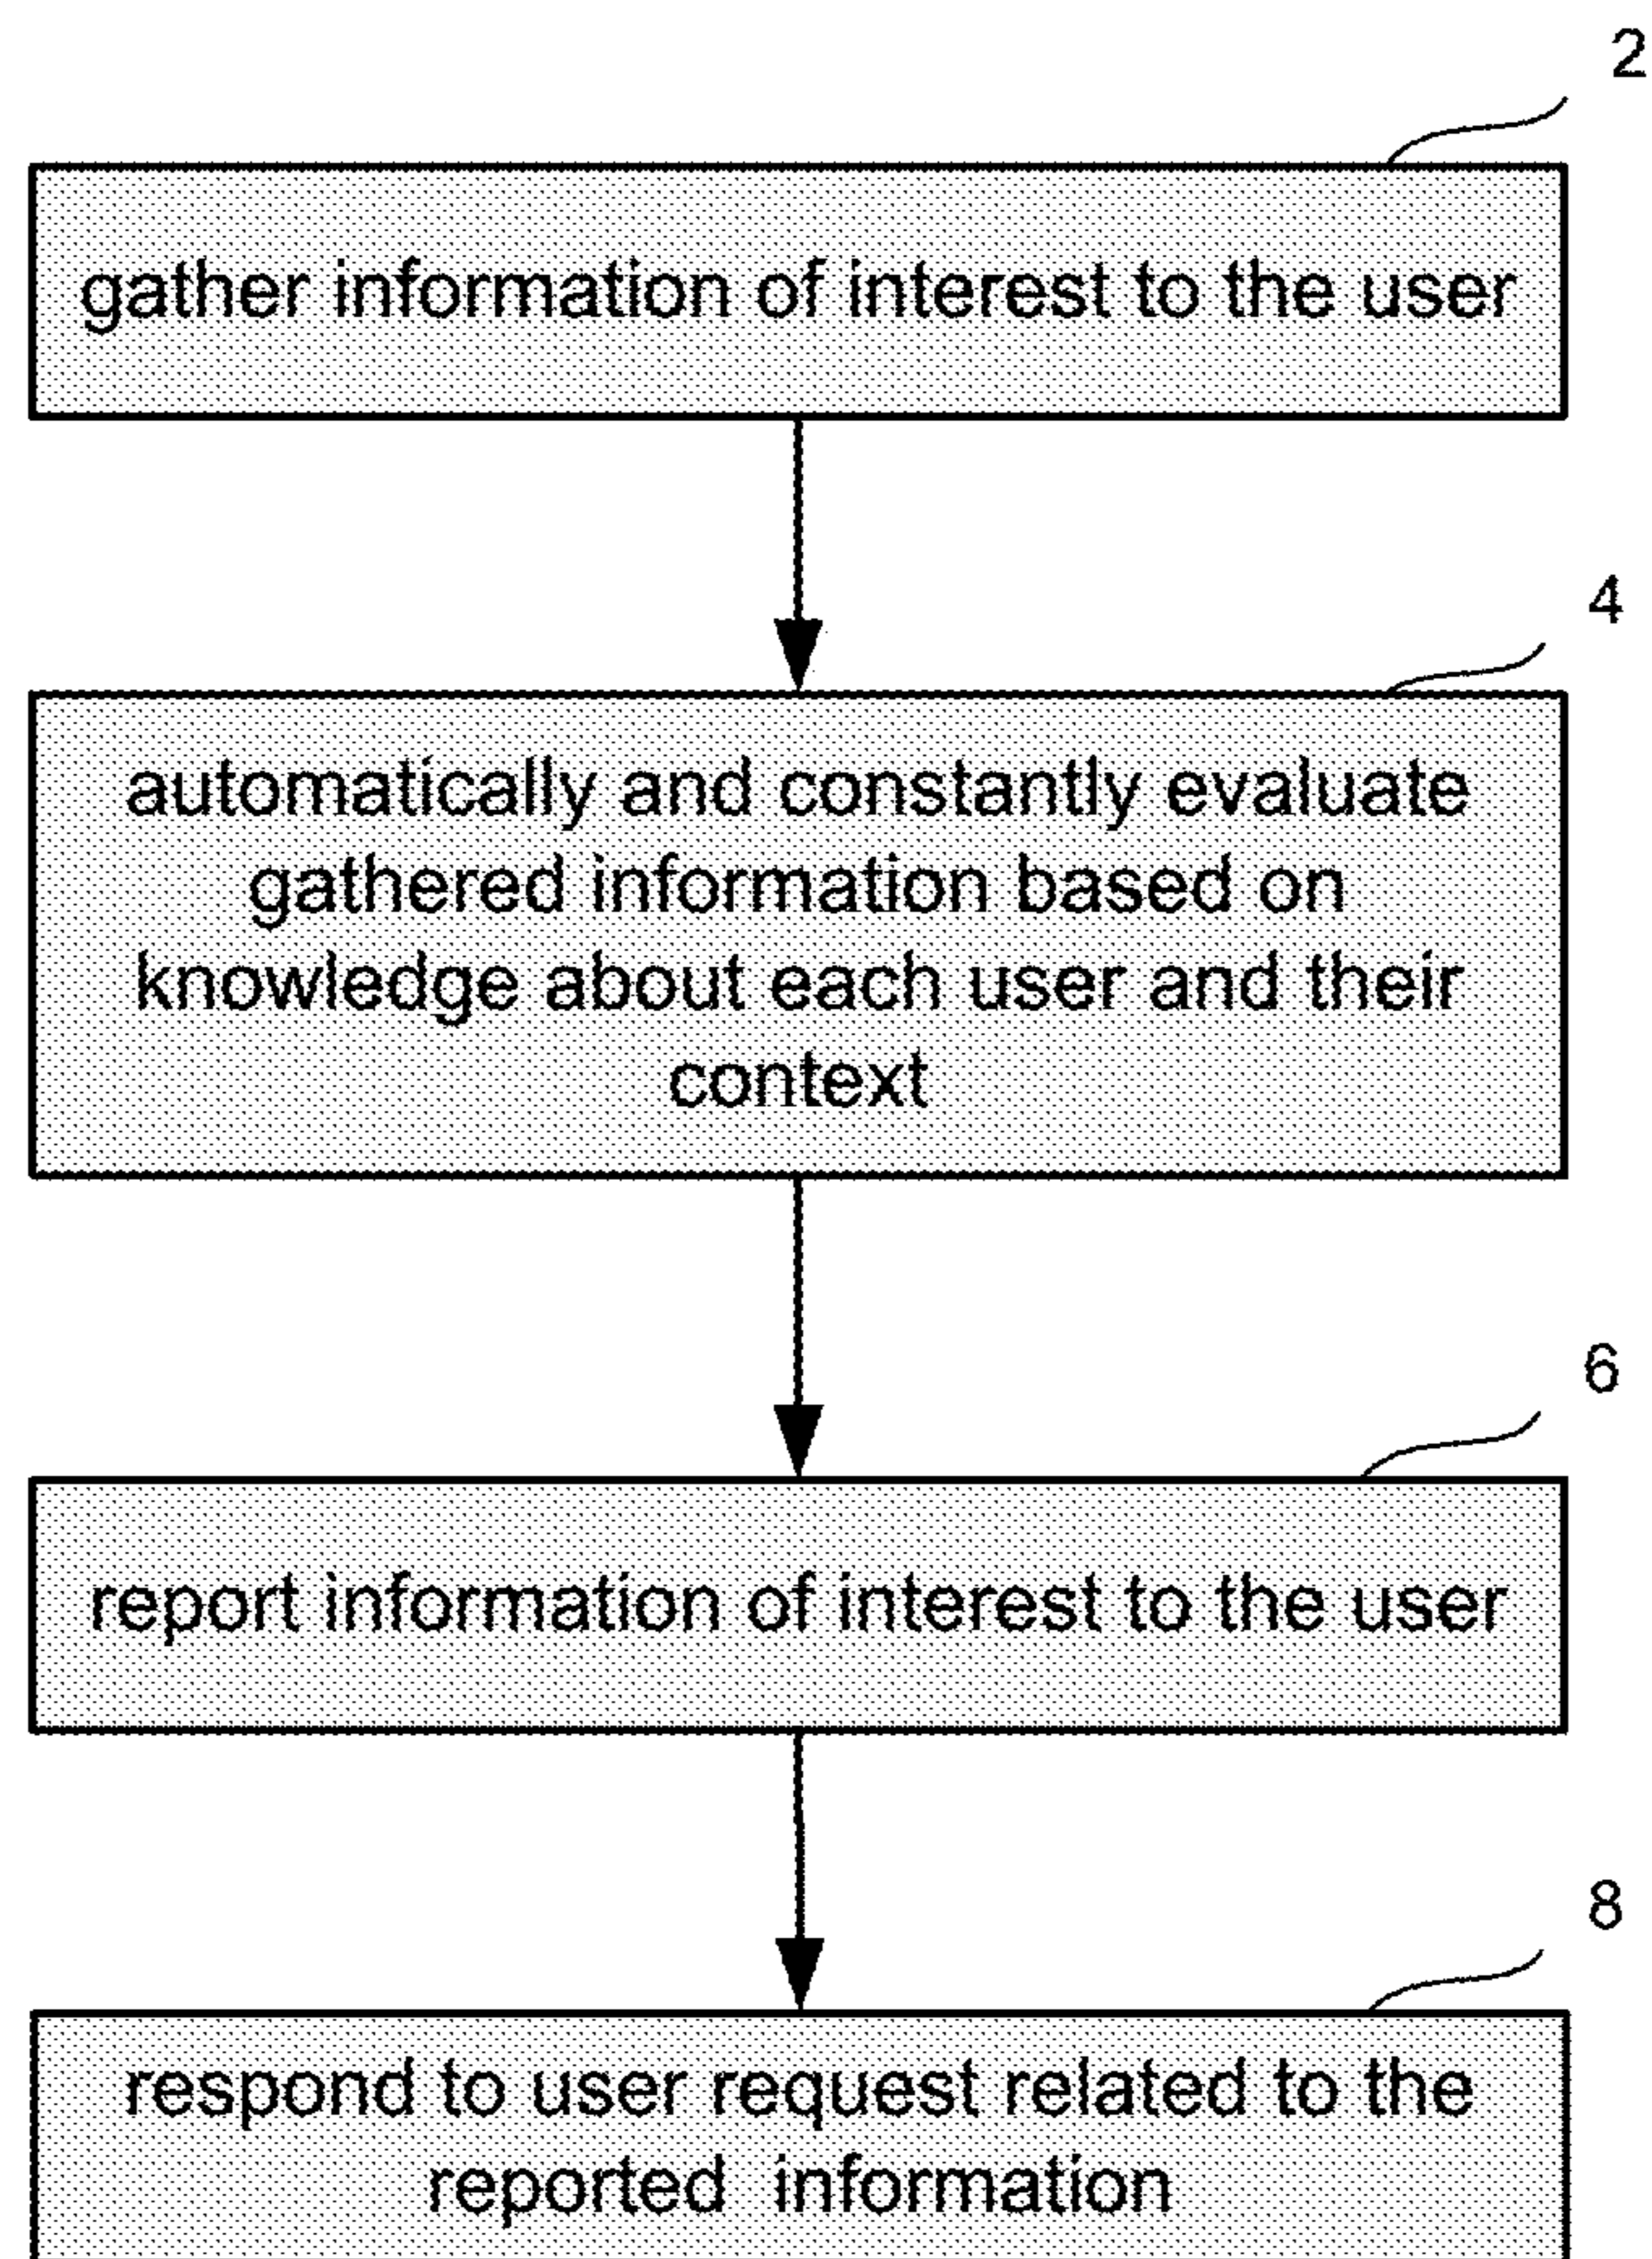 2
gather information of interest to the user
4
automatically and constantly evaluate
gathered information based on
knowledge about each user and their
context
6
report information of interest to the user
8
respond to user request related to the
reported information